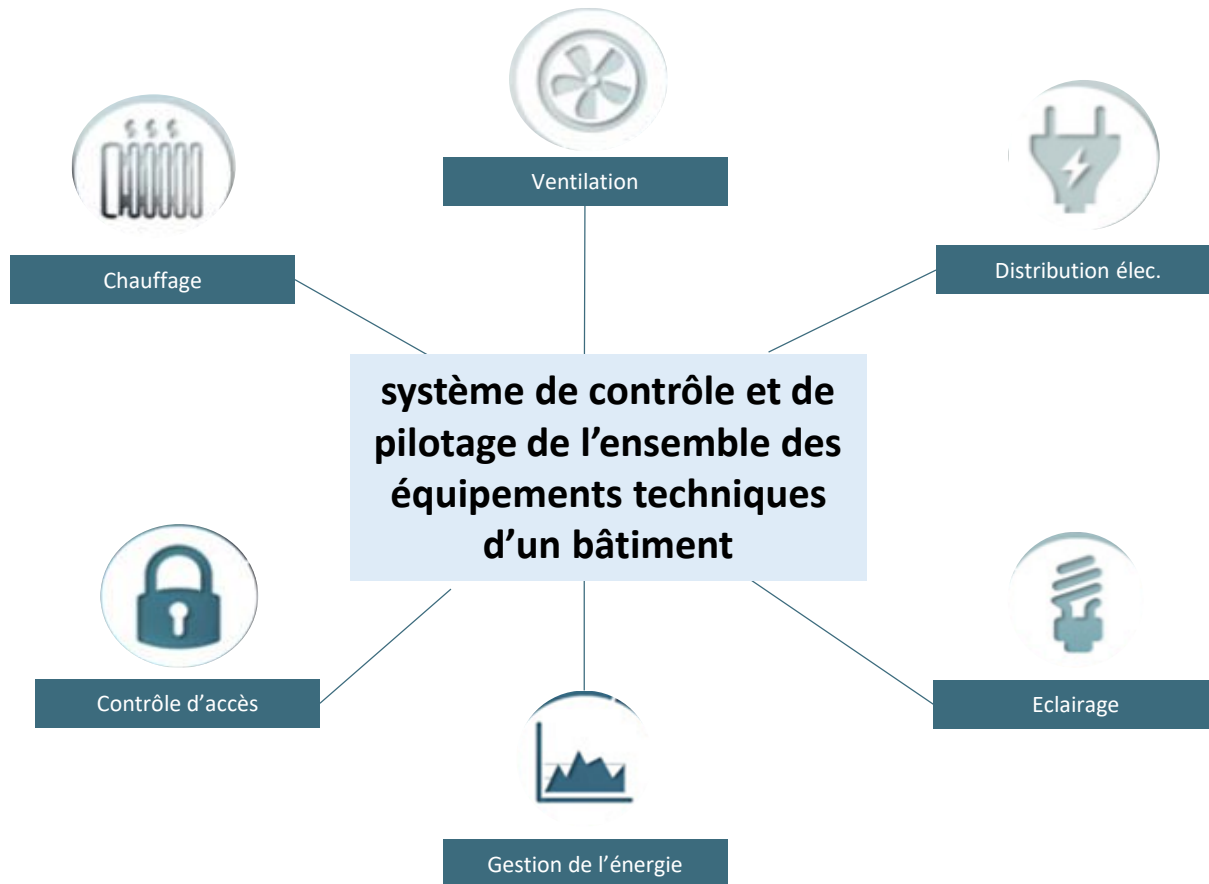 Ventilation
Chauffage
Distribution élec.
système de contrôle et de
pilotage de l’ensemble des
équipements techniques
d’un bâtiment
Contrôle d’accès
Eclairage
Gestion de l’énergie